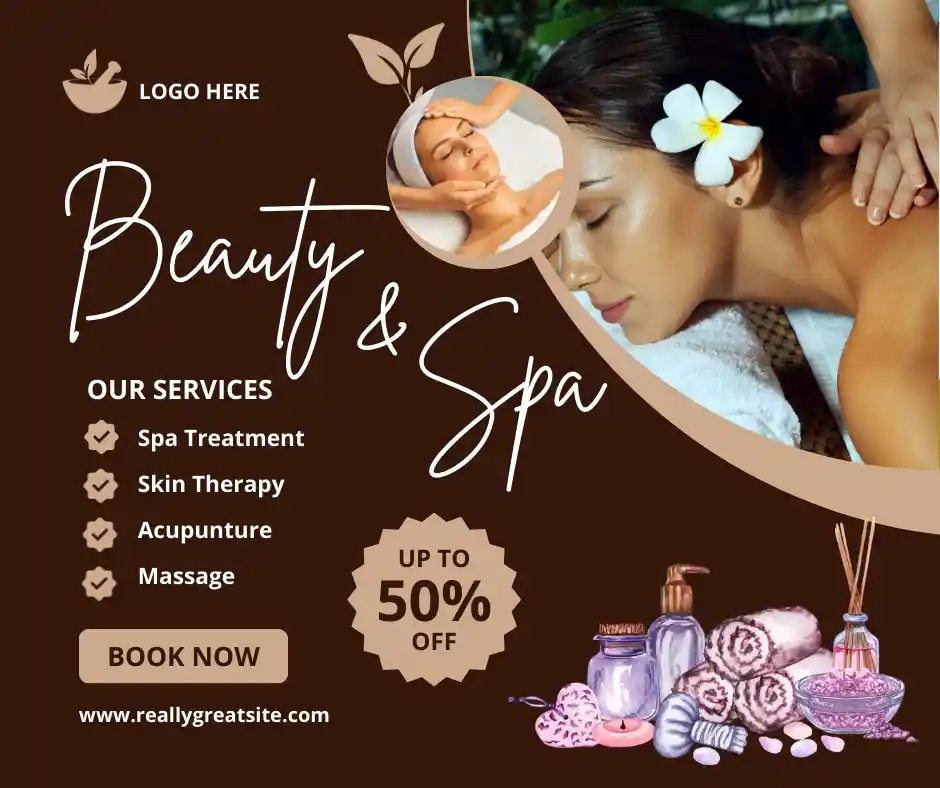 LOGO HERE
Beauty
& Spa
OUR SERVICES
Spa Treatment
Skin Therapy
Acupunture
Massage
UP TO
50%
OFF
BOOK NOW
www.reallygreatsite.com